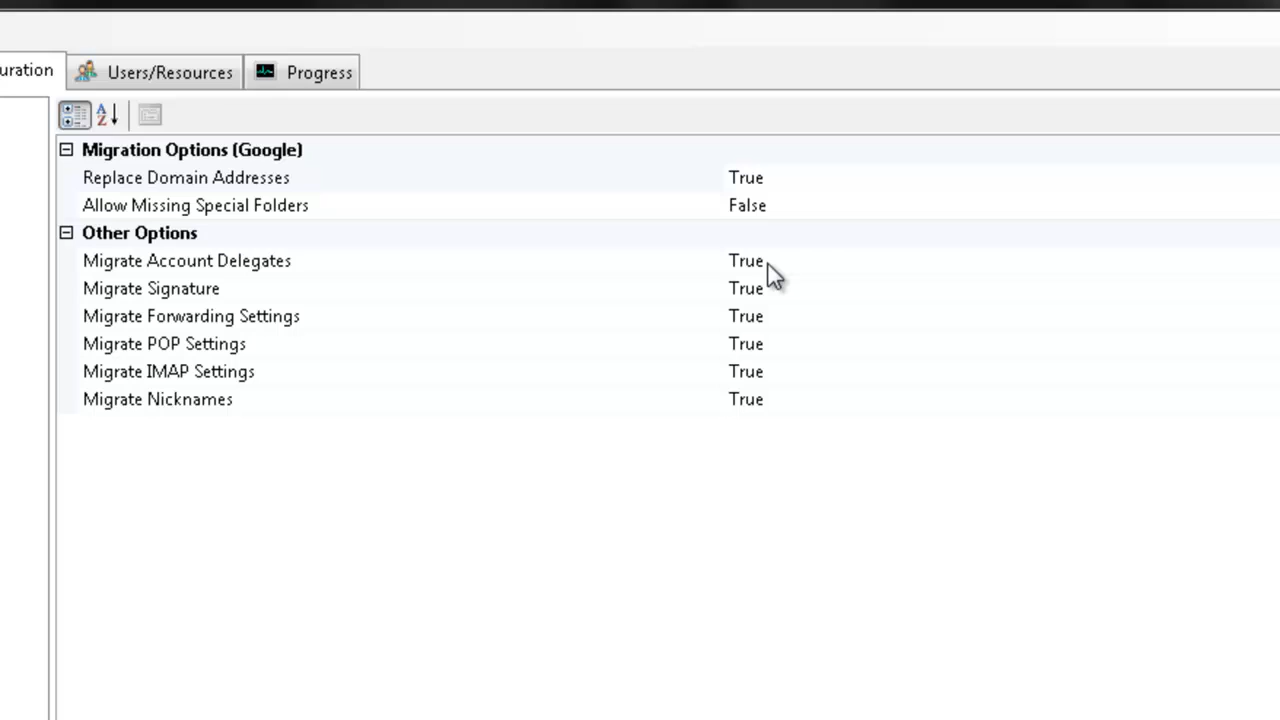 uration Users/Resources Progress
Migration Options (Google)
Replace Domain Addresses True
Allow Missing Special Folders False
Other Options
Migrate Account Delegates True
Migrate Signature True
Migrate Forwarding Settings True
Migrate POP Settings True
Migrate IMAP Settings True
Migrate Nicknames True